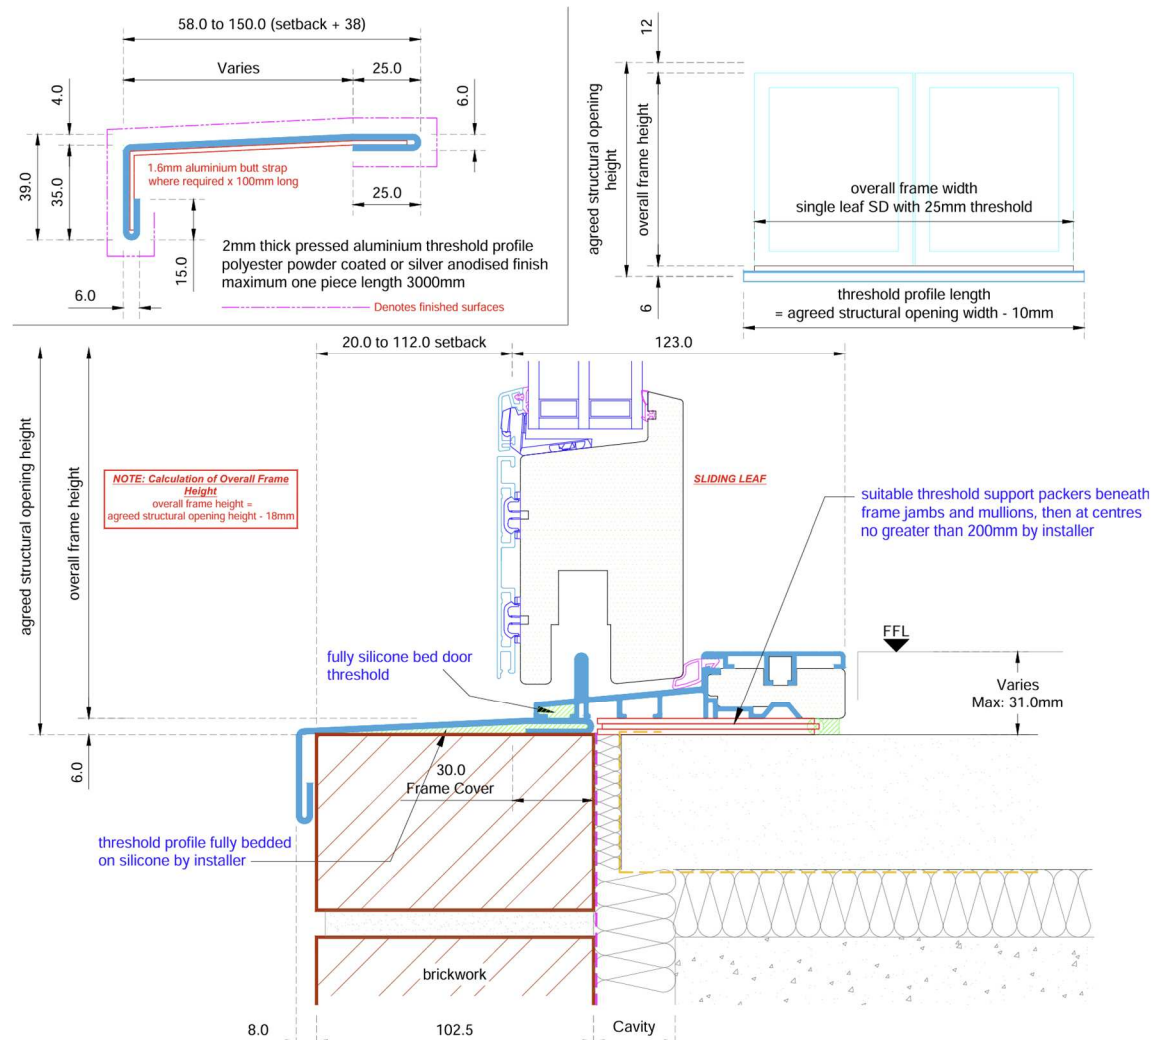 58.0 to 150.0 (setback + 38)
Varies
25.0
4.0
6.0
39.0
35.0
1.6mm aluminium butt strap
where required x 100mm long
25.0
15.0
6.0
2mm thick pressed aluminium threshold profile
polyester powder coated or silver anodised finish
maximum one piece length 3000mm
Denotes finished surfaces
12
agreed structural opening
height
overall frame height
overall frame width
single leaf SD with 25mm threshold
6
threshold profile length
= agreed structural opening width - 10mm
20.0 to 112.0 setback
123.0
agreed structural opening height
overall frame height
NOTE: Calculation of Overall Frame
Height
overall frame height =
agreed structural opening height - 18mm
SLIDING LEAF
suitable threshold support packers beneath
frame jambs and mullions, then at centres
no greater than 200mm by installer
FFL
fully silicone bed door
threshold
Varies
Max: 31.0mm
6.0
30.0
Frame Cover
threshold profile fully bedded
on silicone by installer
brickwork
8.0
102.5
Cavity